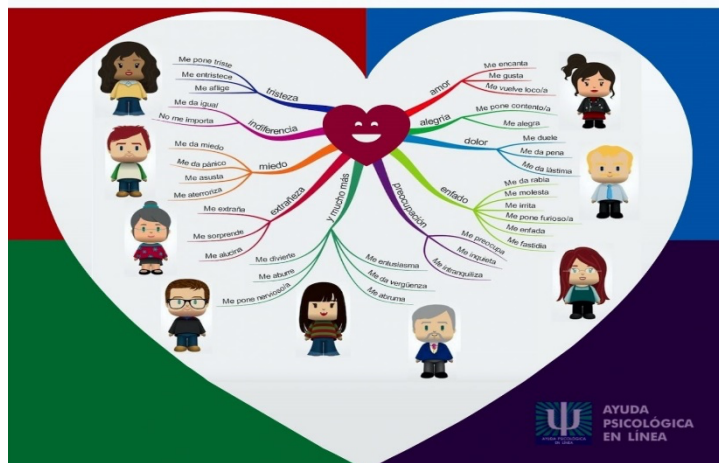 Me pone triste
Me entristece
Me aflige
tristeza
Me da igual
No me importa
indiferencia
Me da miedo
Me da pánico
Me asusta
Me aterroriza
miedo
Me extraña
Me sorprende
Me alucina
extrañeza
Me divierte
Me aburre
Me pone nervioso/a
y mucho más
Me entusiasma
Me da vergüenza
Me abruma
amor
Me encanta
Me gusta
Me vuelve loco/a
alegría
Me pone contento/a
Me alegra
dolor
Me duele
Me da pena
Me da lástima
enfado
Me da rabia
Me molesta
Me irrita
Me pone furioso/a
Me enfada
Me fastidia
preocupación
Me preocupa
Me inquieta
Me intranquiliza
AYUDA PSICOLÓGICA
EN LÍNEA
AYUDA
PSICOLÓGICA
EN LÍNEA